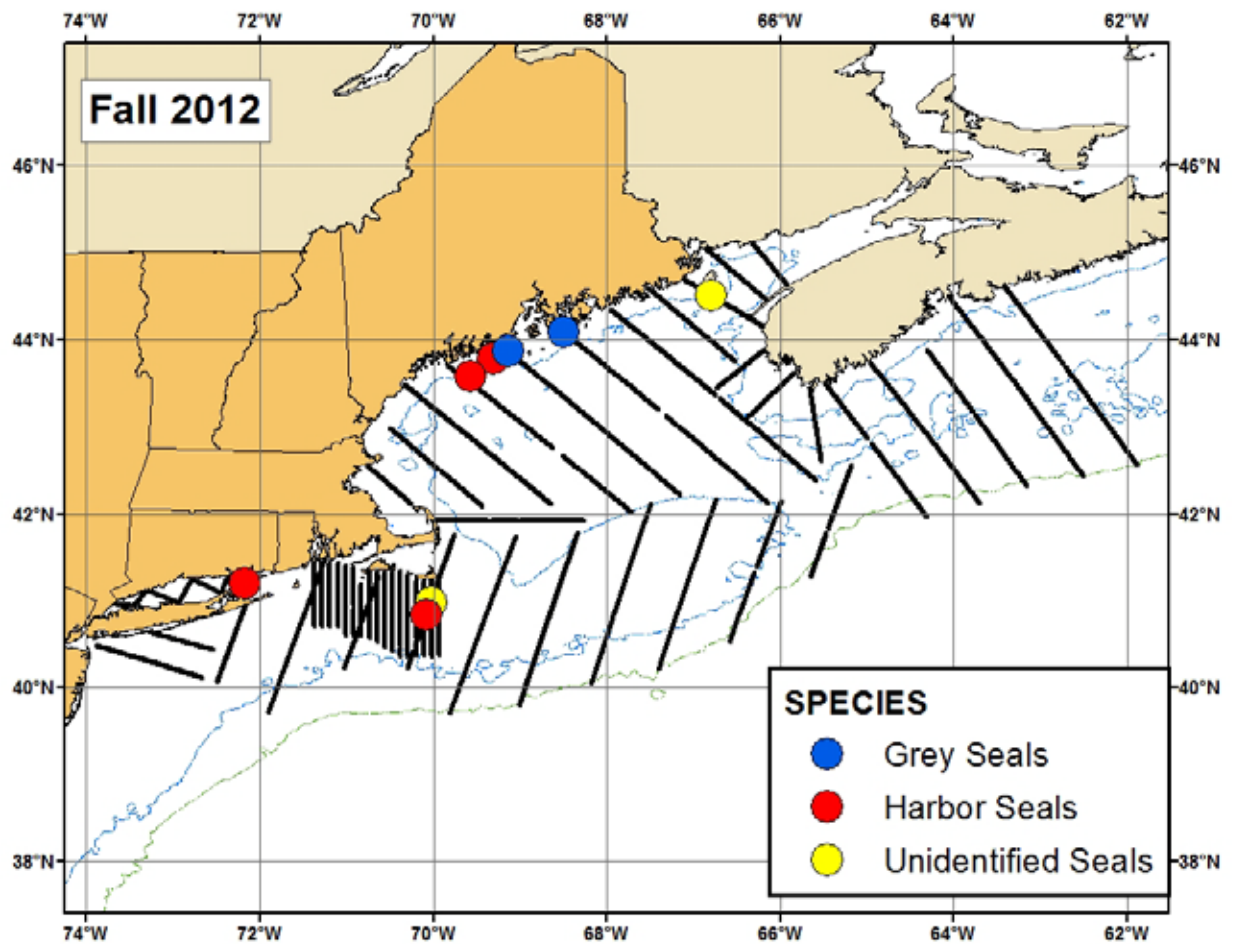 74°W 72°W 70°W 68°W 66°W 64°W 62°W
Fall 2012
46°N 46°N
44°N 44°N
42°N 42°N
40°N 40°N
SPECIES
Grey Seals
Harbor Seals
38°N Unidentified Seals 38°N
74°W 72°W 70°W 68°W 66°W 64°W 62°W